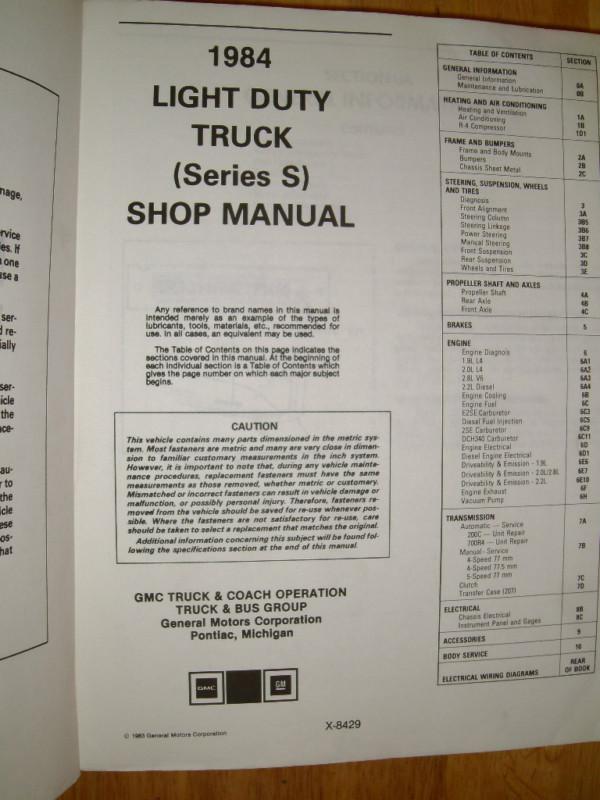 nage,
rvice
es. If
one
use a
ser-
d re-
ially
ser-
icle
the
ce-
au-
r to
the
icle
ese
os-
hat
1984
LIGHT DUTY
TRUCK
(Series S)
SHOP MANUAL
Any reference to brand names in this manual is
intended merely as an example of the types of
lubricants, tools, materials, etc., recommended for
use. In all cases, an equivalent may be used.
The Table of Contents on this page indicates the
sections covered in this manual. At the beginning of
each individual section is a Table of Contents which
gives the page number on which each major subject
begins.
CAUTION
This vehicle contains many parts dimensioned in the metric sys-
tem. Most fasteners are metric and many are very close in dimen-
sion to familiar customary measurements in the inch system.
However, it is important to note that, during any vehicle mainte-
nance procedures, replacement fasteners must have the same
measurements as those removed, whether metric or customary.
Mismatched or incorrect fasteners can result in vehicle damage or
malfunction, or possibly personal injury. Therefore, fasteners re-
moved from the vehicle should be saved for re-use whenever pos-
sible. Where the fasteners are not satisfactory for re-use, care
should be taken to select a replacement that matches the original.
Additional information concerning this subject will be found fol-
lowing the specifications section at the end of this manual.
GMC TRUCK & COACH OPERATION
TRUCK & BUS GROUP
General Motors Corporation
Pontiac, Michigan
GMC GM
X-8429
© 1983 General Motors Corporation
TABLE OF CONTENTS SECTION
GENERAL INFORMATION
General Information 0A
Maintenance and Lubrication 0B
HEATING AND AIR CONDITIONING
Heating and Ventilation 1A
Air Conditioning 1B
R-4 Compressor 1D1
FRAME AND BUMPERS
Frame and Body Mounts 2A
Bumpers 2B
Chassis Sheet Metal 2C
STEERING, SUSPENSION, WHEELS
AND TIRES
Diagnosis 3
Front Alignment 3A
Steering Column 3B5
Steering Linkage 3B6
Power Steering 3B7
Manual Steering 3B8
Front Suspension 3C
Rear Suspension 3D
Wheels and Tires 3E
PROPELLER SHAFT AND AXLES
Propeller Shaft 4A
Rear Axle 4B
Front Axle 4C
BRAKES 5
ENGINE
Engine Diagnosis 6
1.9L L4 6A1
2.0L L4 6A2
2.8L V6 6A3
2.2L Diesel 6A4
Engine Cooling 6B
Engine Fuel 6C
E2SE Carburetor 6C3
Diesel Fuel Injection 6C5
2SE Carburetor 6C9
DCH340 Carburetor 6C11
Engine Electrical 6D
Diesel Engine Electrical 6D1
Driveability & Emission - 1.9L 6E5
Driveability & Emission - 2.0L/2.8L 6E7
Driveability & Emission - 2.2L 6E10
Engine Exhaust 6F
Vacuum Pump 6H
TRANSMISSION
Automatic — Service 7A
200C — Unit Repair
700R4 — Unit Repair
Manual - Service 7B
4-Speed 77 mm
4-Speed 77.5 mm
5-Speed 77 mm
Clutch 7C
Transfer Case (207) 7D
ELECTRICAL
Chassis Electrical 8B
Instrument Panel and Gages 8C
ACCESSORIES 9
BODY SERVICE 10
ELECTRICAL WIRING DIAGRAMS REAR
OF BOOK